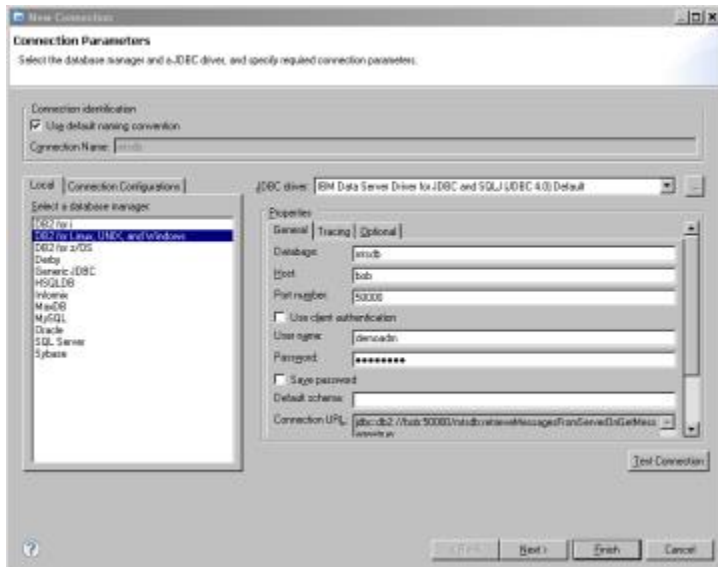 New Connection
Connection Parameters
Select the database manager and a JDBC driver, and specify required connection parameters.
Connection identification
Use default naming convention
Connection Name:
Local
Connection Configurations
Select a database manager
DB2 for i
DB2 for Linux, UNIX, and Windows
DB2 for z/OS
Derby
Generic JDBC
HSQLDB
Informix
MaxDB
MySQL
Oracle
SQL Server
Sybase
JDBC driver: IBM Data Server Driver for JDBC and SQLJ (JDBC 4.0) Default
...
Properties
General
Tracing
Optional
Database:
Host: bob
Port number: 50000
Use client authentication
User name: demoadm
Password: ●●●●●●●●
Save password
Default schema:
Connection URL:
Test Connection
?
< Back
Next >
Finish
Cancel